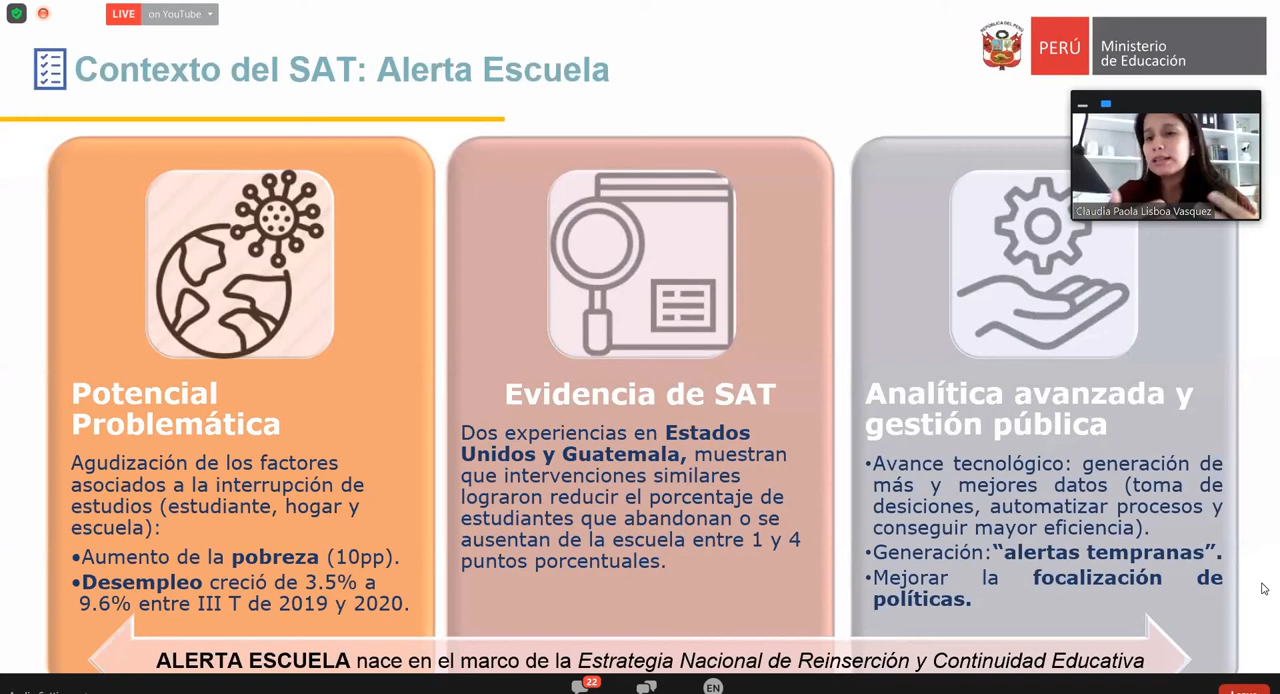 LIVE on YouTube
REPÚBLICA DEL PERÚ
PERÚ
Ministerio
de Educación
Contexto del SAT: Alerta Escuela
Claudia Paola Lisboa Vasquez
Potencial
Problemática
Agudización de los factores
asociados a la interrupción de
estudios (estudiante, hogar y
escuela):
•Aumento de la pobreza (10pp).
•Desempleo creció de 3.5% a
9.6% entre III T de 2019 y 2020.
Evidencia de SAT
Dos experiencias en Estados
Unidos y Guatemala, muestran
que intervenciones similares
lograron reducir el porcentaje de
estudiantes que abandonan o se
ausentan de la escuela entre 1 y 4
puntos porcentuales.
Analítica avanzada y
gestión pública
•Avance tecnológico: generación de
más y mejores datos (toma de
desiciones, automatizar procesos y
conseguir mayor eficiencia).
•Generación:“alertas tempranas”.
•Mejorar la focalización de
políticas.
ALERTA ESCUELA nace en el marco de la Estrategia Nacional de Reinserción y Continuidad Educativa
22
EN